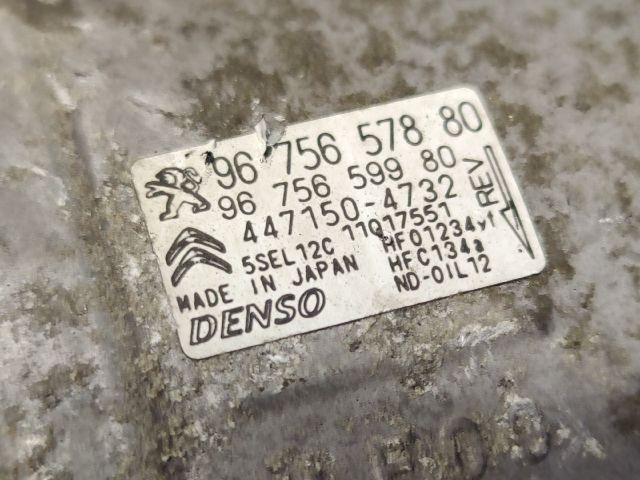 96 756 578 80
96 756 599 80
447150-4732
5SEL12C 11017551
MADE IN JAPAN HFC134a
DENSO ND-OIL12
REV